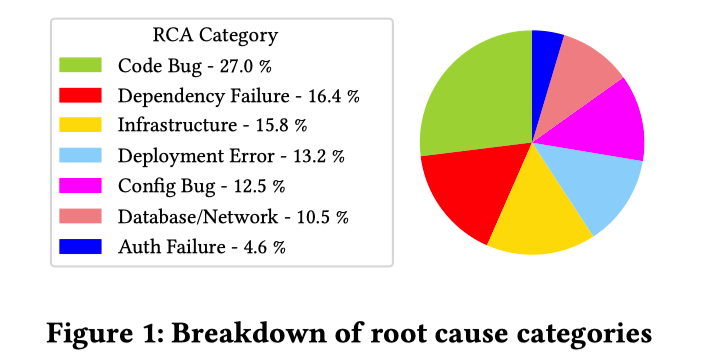 RCA Category
Code Bug - 27.0 %
Dependency Failure - 16.4 %
Infrastructure - 15.8 %
Deployment Error - 13.2 %
Config Bug - 12.5 %
Database/Network - 10.5 %
Auth Failure - 4.6 %
Figure 1: Breakdown of root cause categories